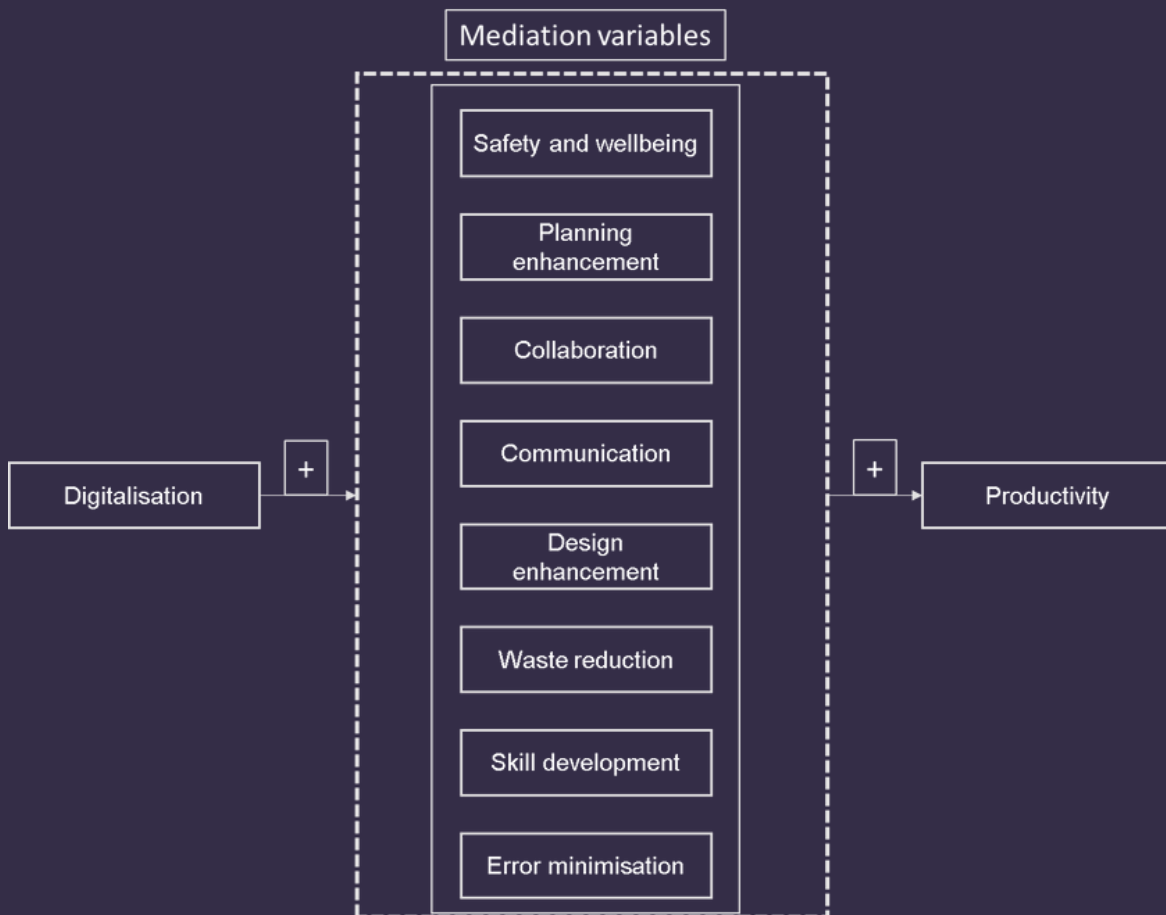 Mediation variables
Safety and wellbeing
Planning
enhancement
Collaboration
Communication
Digitalisation
+
+
Productivity
Design
enhancement
Waste reduction
Skill development
Error minimisation